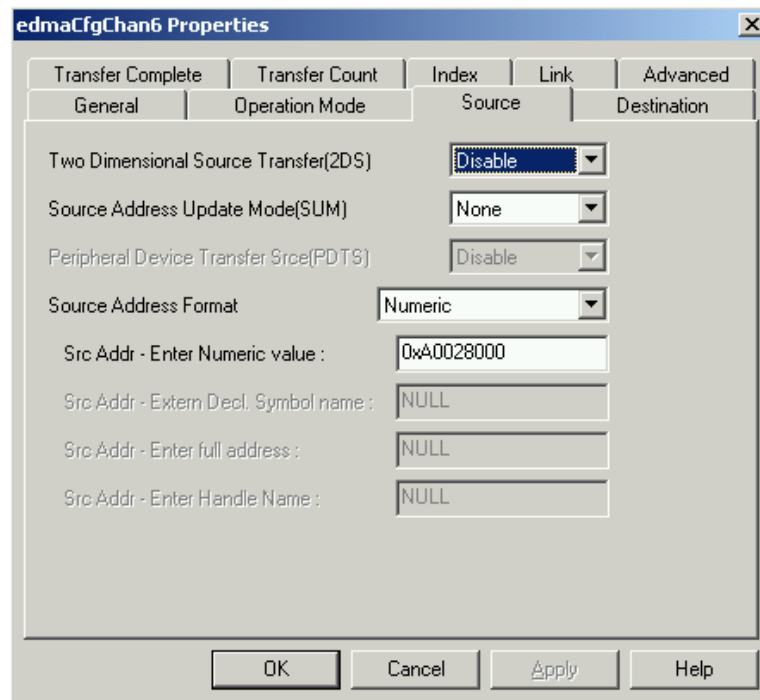 edmaCfgChan6 Properties
Transfer Complete Transfer Count Index Link Advanced
General Operation Mode Source Destination
Two Dimensional Source Transfer(2DS) Disable
Source Address Update Mode(SUM) None
Peripheral Device Transfer Srce(PDTS) Disable
Source Address Format Numeric
Src Addr - Enter Numeric value : 0xA0028000
Src Addr - Extern Decl. Symbol name : NULL
Src Addr - Enter full address : NULL
Src Addr - Enter Handle Name : NULL
OK Cancel Apply Help